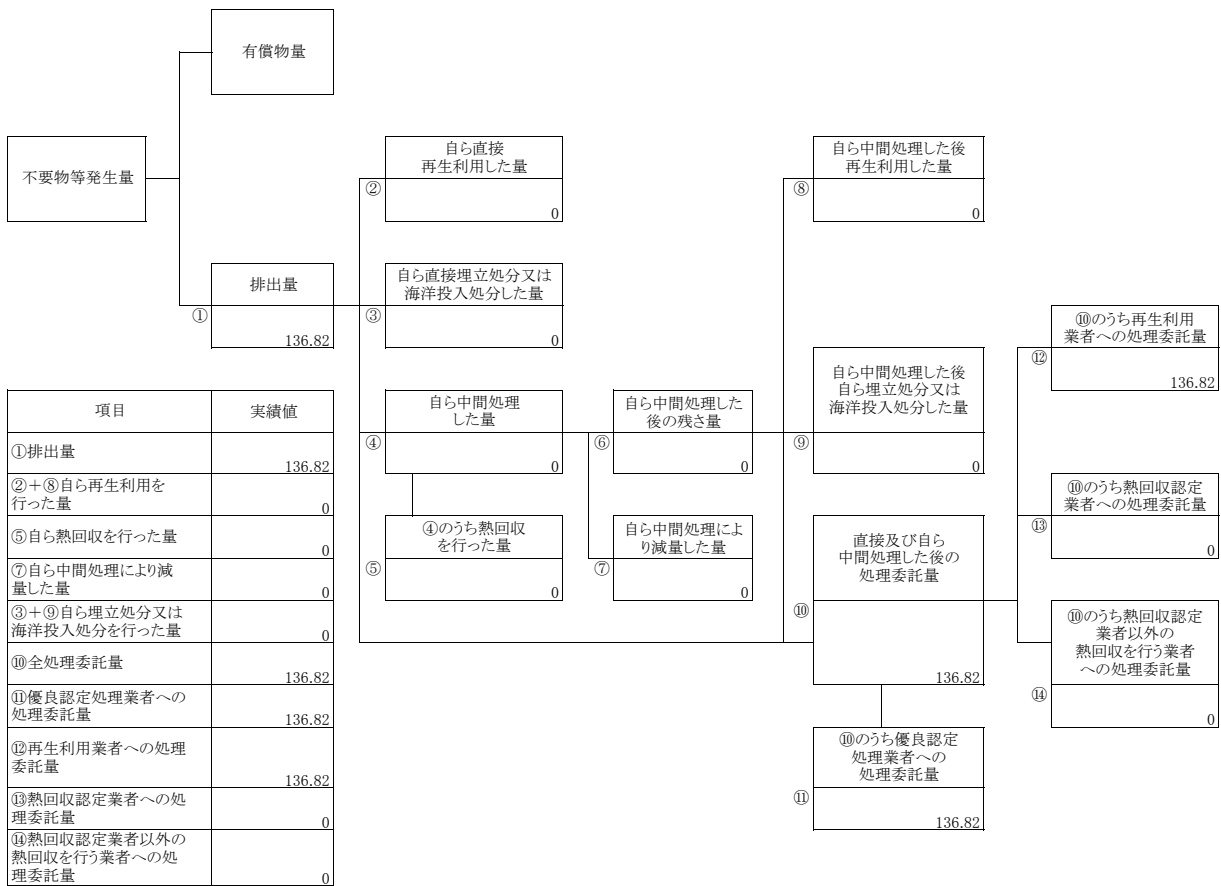 有償物量
不要物等発生量
自ら直接
再生利用した量
②
0
自ら中間処理した後
再生利用した量
⑧
0
排出量
①
136.82
自ら直接埋立処分又は
海洋投入処分した量
③
0
⑩のうち再生利用
業者への処理委託量
⑫
136.82
自ら中間処理
した量
④
0
自ら中間処理した
後の残さ量
⑥
0
自ら中間処理した後
自ら埋立処分又は
海洋投入処分した量
⑨
0
⑩のうち熱回収認定
業者への処理委託量
⑬
0
④のうち熱回収
を行った量
⑤
0
自ら中間処理によ
り減量した量
⑦
0
直接及び自ら
中間処理した後の
処理委託量
⑩
136.82
⑩のうち熱回収認定
業者以外の
熱回収を行う業者
への処理委託量
⑭
0
⑩のうち優良認定
処理業者への
処理委託量
⑪
136.82
項目 実績値
①排出量
136.82
②＋⑧自ら再生利用を
行った量
0
⑤自ら熱回収を行った量
0
⑦自ら中間処理により減
量した量
0
③＋⑨自ら埋立処分又は
海洋投入処分を行った量
0
⑩全処理委託量
136.82
⑪優良認定処理業者への
処理委託量
136.82
⑫再生利用業者への処理
委託量
136.82
⑬熱回収認定業者への処
理委託量
0
⑭熱回収認定業者以外の
熱回収を行う業者への処
理委託量
0